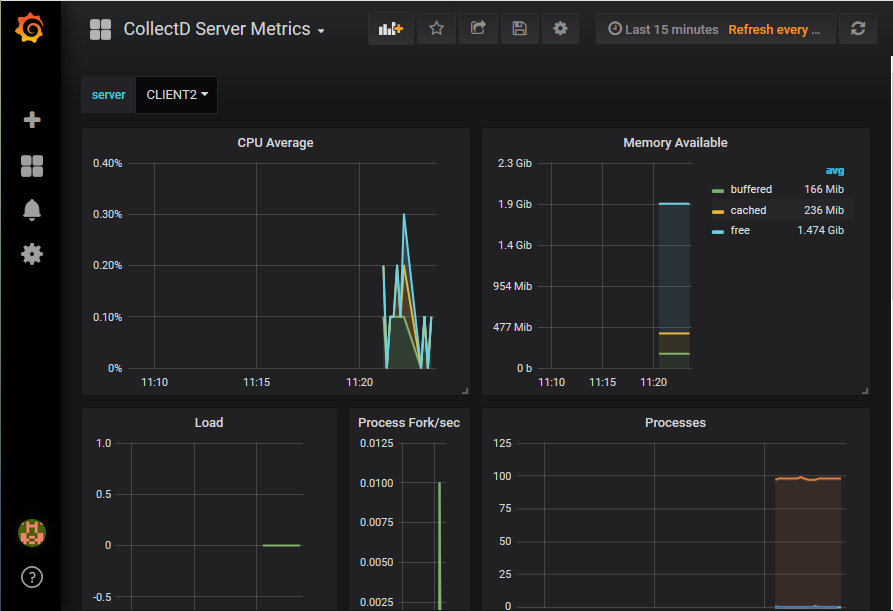 CollectD Server Metrics
Last 15 minutes Refresh every ...
server CLIENT2
CPU Average
0.40%
0.30%
0.20%
0.10%
0%
11:10 11:15 11:20
Memory Available
2.3 Gib
1.9 Gib
1.4 Gib
954 Mib
477 Mib
0 b
11:10 11:15 11:20
avg
buffered 166 Mib
cached 236 Mib
free 1.474 Gib
Load
1.0
0.5
0
-0.5
Process Fork/sec
0.0125
0.0100
0.0075
0.0050
0.0025
Processes
125
100
75
50
25
0